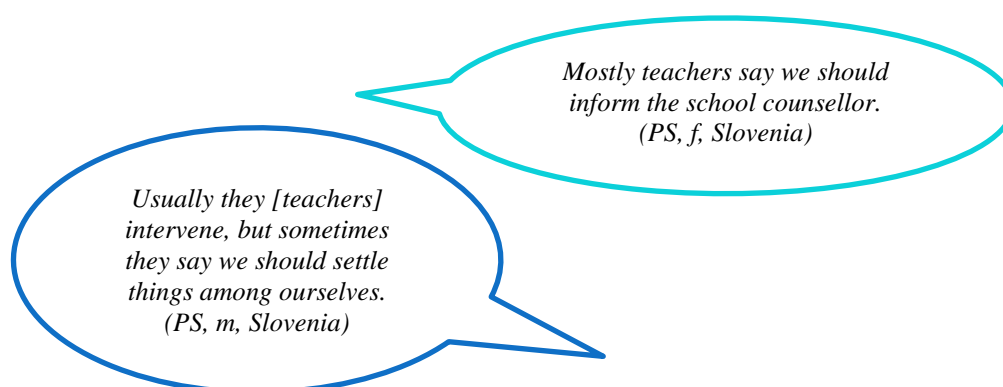 Mostly teachers say we should
inform the school counsellor.
(PS, f, Slovenia)
Usually they [teachers]
intervene, but sometimes
they say we should settle
things among ourselves.
(PS, m, Slovenia)